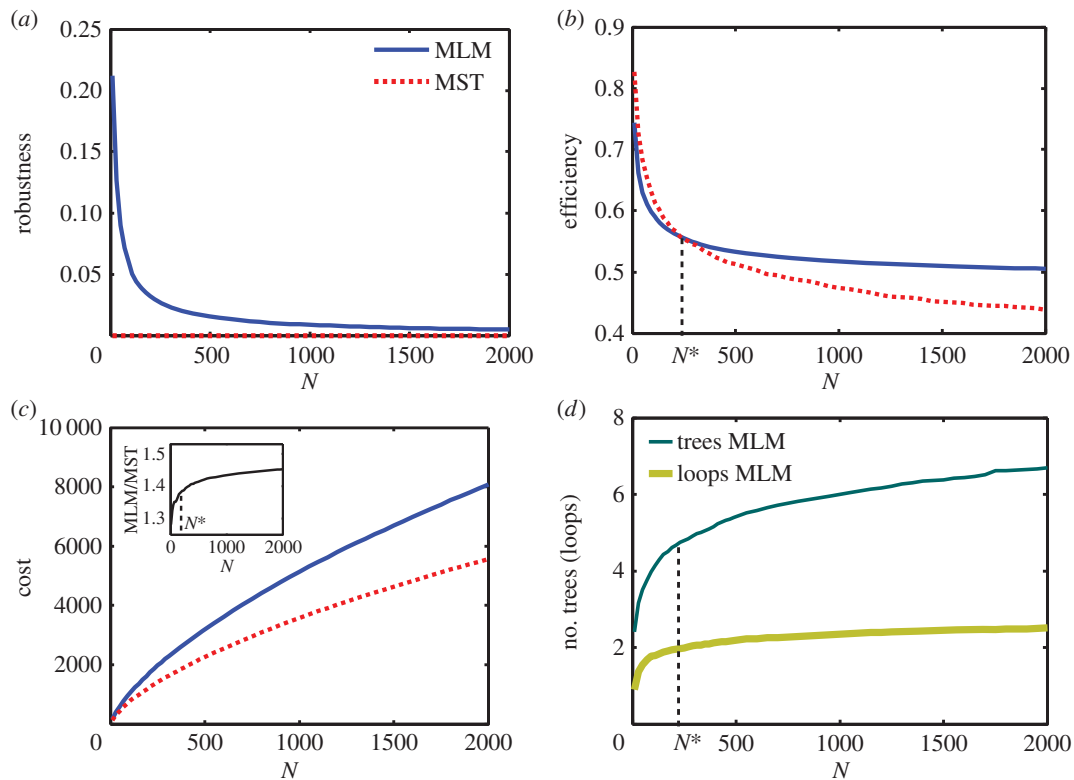 (a)
0.25
0.20
0.15
0.10
0.05
0
500
1000
1500
2000
N
robustness
MLM
MST
(b)
0.9
0.8
0.7
0.6
0.5
0.4
0
N*
500
1000
1500
2000
N
efficiency
(c)
10 000
8000
6000
4000
2000
0
500
1000
1500
2000
N
cost
MLM/MST
1.5
1.4
1.3
N*
0
1000
2000
N
(d)
8
6
4
2
0
N*
500
1000
1500
2000
N
no. trees (loops)
trees MLM
loops MLM